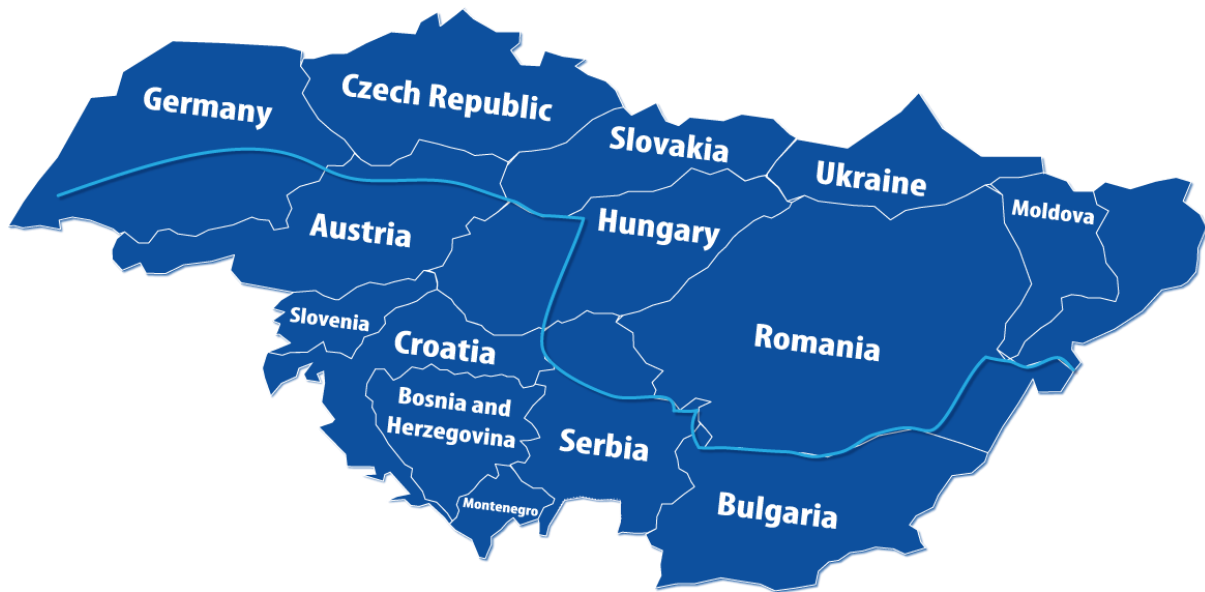 Germany
Czech Republic
Slovakia
Ukraine
Moldova
Austria
Hungary
Slovenia
Croatia
Romania
Bosnia and
Herzegovina
Serbia
Montenegro
Bulgaria